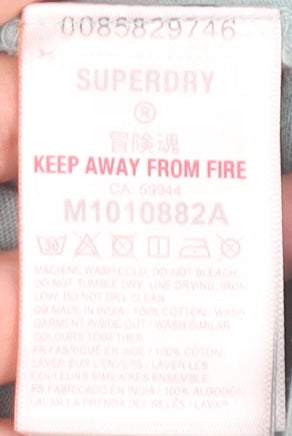 0085829746
SUPERDRY
®
冒険魂
KEEP AWAY FROM FIRE
CA: 59944
M1010882A
30
MACHINE WASH COLD, DO NOT BLEACH,
DO NOT TUMBLE DRY, LINE DRYING, IRON
LOW, DO NOT DRY CLEAN
GB MADE IN INDIA / 100% COTTON / WASH
GARMENT INSIDE OUT / WASH SIMILAR
COLOURS TOGETHER
FR FABRIQUÉ EN INDE / 100% COTON
LAVER SUR L'ENVERS / LAVER LES
COULEURS SIMILAIRES ENSEMBLE
ES FABRICADO EN INDIA / 100% ALGODÓN
LAVAR LA PRENDA DEL REVÉS / LAVAR